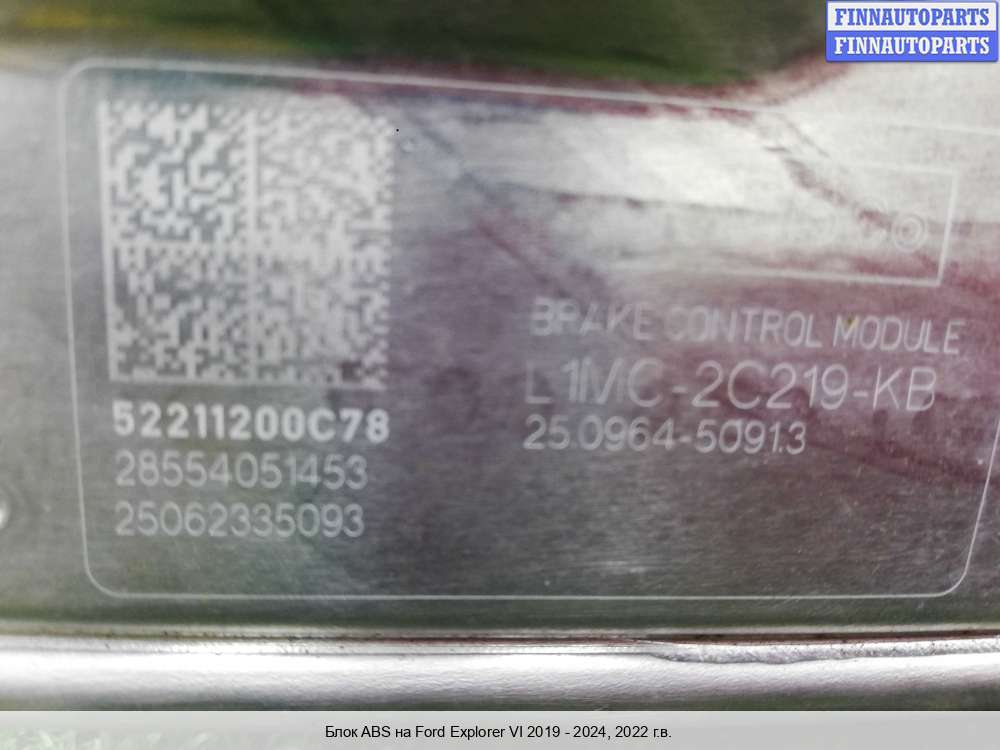 FINNAUTOPARTS
FINNAUTOPARTS
BRAKE CONTROL MODULE
L1MC-2C219-KB
25.0964-5091.3
52211200C78
28554051453
25062335093
Блок ABS на Ford Explorer VI 2019 - 2024, 2022 г.в.